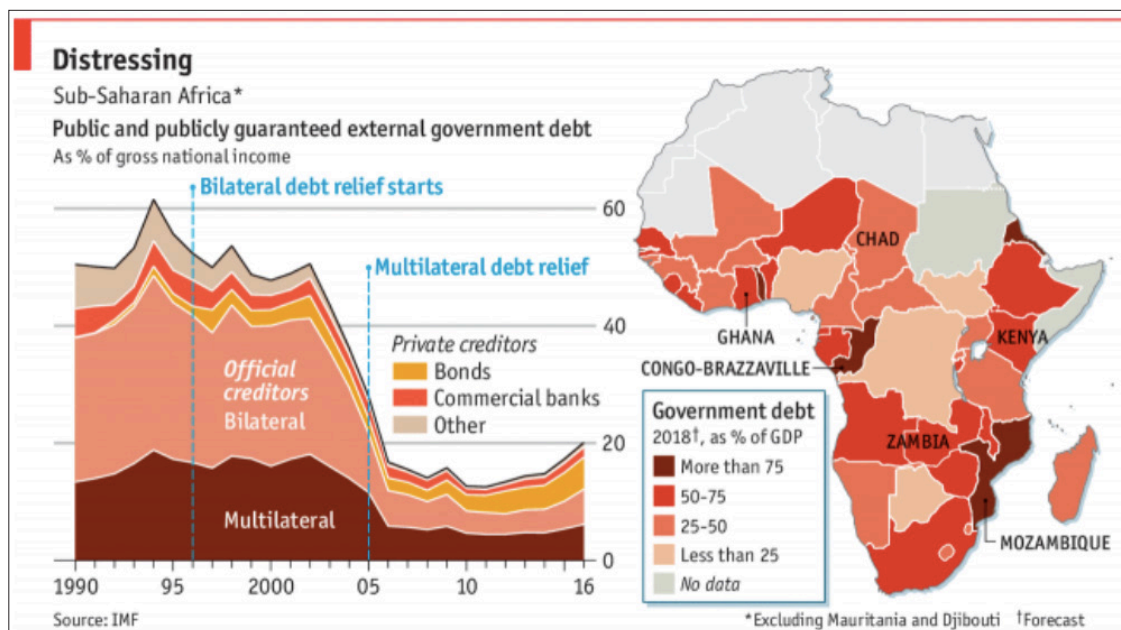 Distressing
Sub-Saharan Africa*
Public and publicly guaranteed external government debt
As % of gross national income
Bilateral debt relief starts
60
Multilateral debt relief
40
Private creditors
Bonds
Commercial banks
Other
Official
creditors
Bilateral
20
Multilateral
0
1990 95 2000 05 10 16
Source: IMF
CHAD
GHANA
KENYA
CONGO-BRAZZAVILLE
ZAMBIA
MOZAMBIQUE
Government debt
2018†, as % of GDP
More than 75
50-75
25-50
Less than 25
No data
*Excluding Mauritania and Djibouti †Forecast